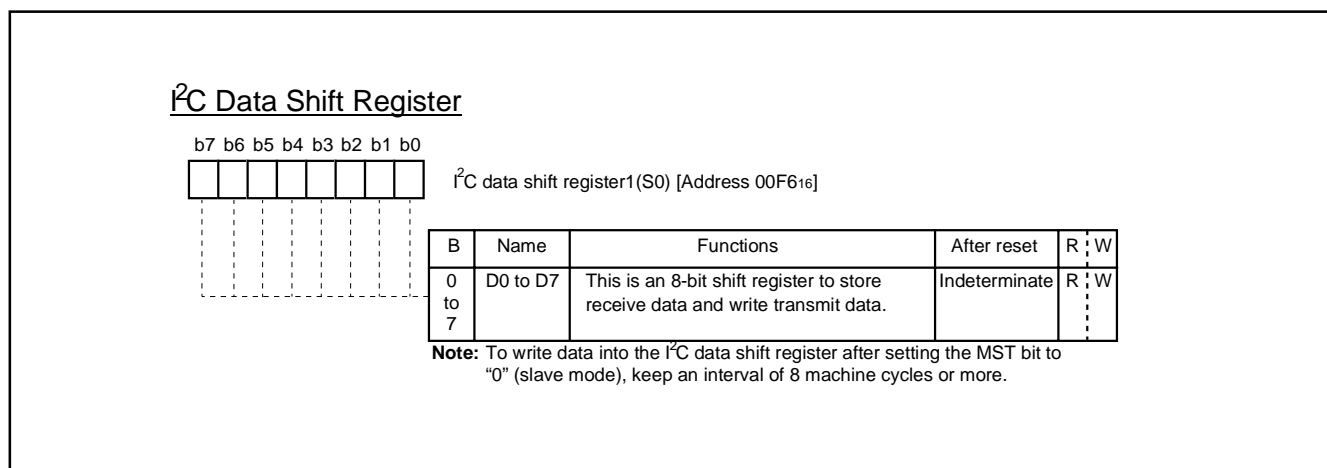 I²C Data Shift Register
b7 b6 b5 b4 b3 b2 b1 b0
I²C data shift register1(S0) [Address 00F6₁₆]
B Name Functions After reset R W
0 D0 to D7 This is an 8-bit shift register to store Indeterminate R W
to receive data and write transmit data.
7
Note: To write data into the I²C data shift register after setting the MST bit to
“0” (slave mode), keep an interval of 8 machine cycles or more.